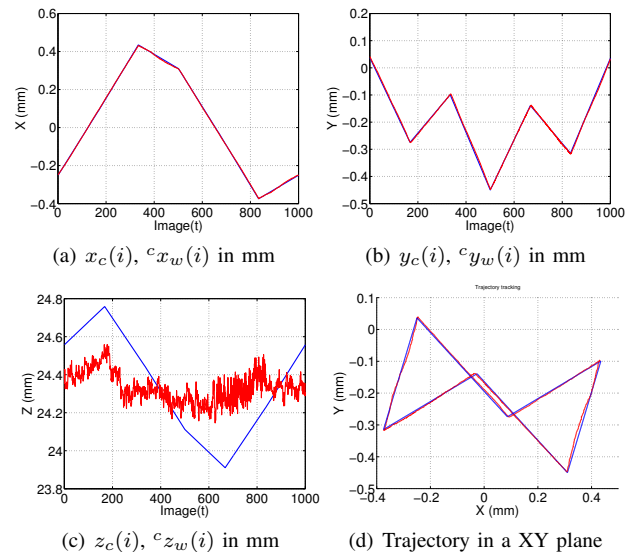 0.6
0.4
0.2
0
−0.2
−0.4
X (mm)
0 200 400 600 800 1000
Image(t)
(a) x_c(i), ^c x_w(i) in mm
0.2
0.1
0
−0.1
−0.2
−0.3
−0.4
−0.5
Y (mm)
0 200 400 600 800 1000
Image(t)
(b) y_c(i), ^c y_w(i) in mm
24.8
24.6
24.4
24.2
24
23.8
Z (mm)
0 200 400 600 800 1000
Image(t)
(c) z_c(i), ^c z_w(i) in mm
Trajectory tracking
0.1
0
−0.1
−0.2
−0.3
−0.4
−0.5
Y (mm)
−0.4 −0.2 0 0.2 0.4
X (mm)
(d) Trajectory in a XY plane